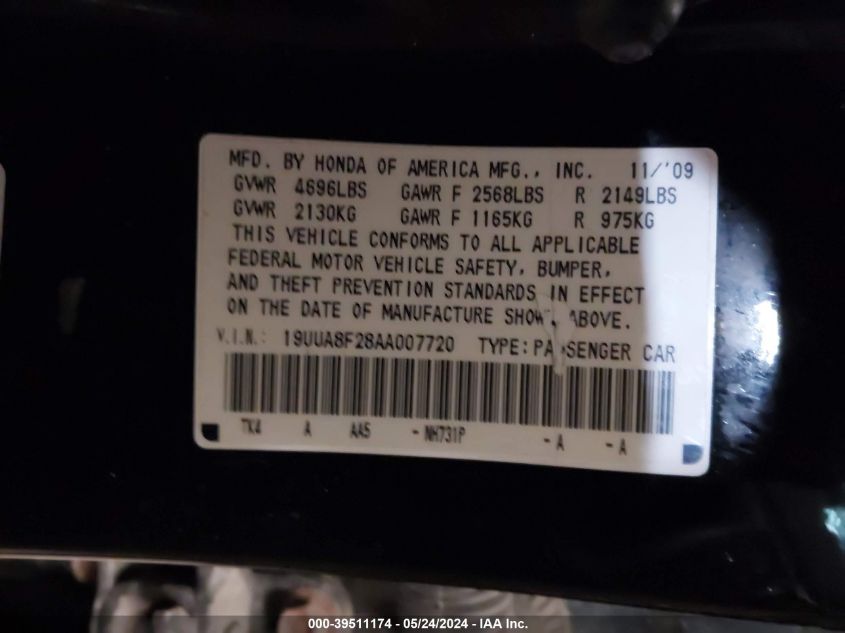 MFD. BY HONDA OF AMERICA MFG., INC. 11/'09
GVWR 4696LBS GAWR F 2568LBS R 2149LBS
GVWR 2130KG GAWR F 1165KG R 975KG
THIS VEHICLE CONFORMS TO ALL APPLICABLE
FEDERAL MOTOR VEHICLE SAFETY, BUMPER,
AND THEFT PREVENTION STANDARDS IN EFFECT
ON THE DATE OF MANUFACTURE SHOWN ABOVE.
V.I.N.: 19UUA8F28AA007720 TYPE:PASSENGER CAR
TK4 A AA5 -NH731P -A -A
000-39511174 - 05/24/2024 - IAA Inc.